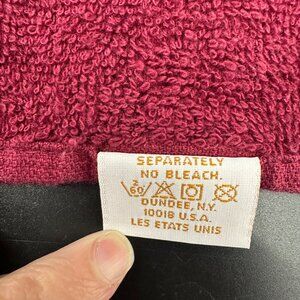 SEPARATELY
NO BLEACH.
60
DUNDEE, N.Y.
10018 U.S.A.
LES ETATS UNIS